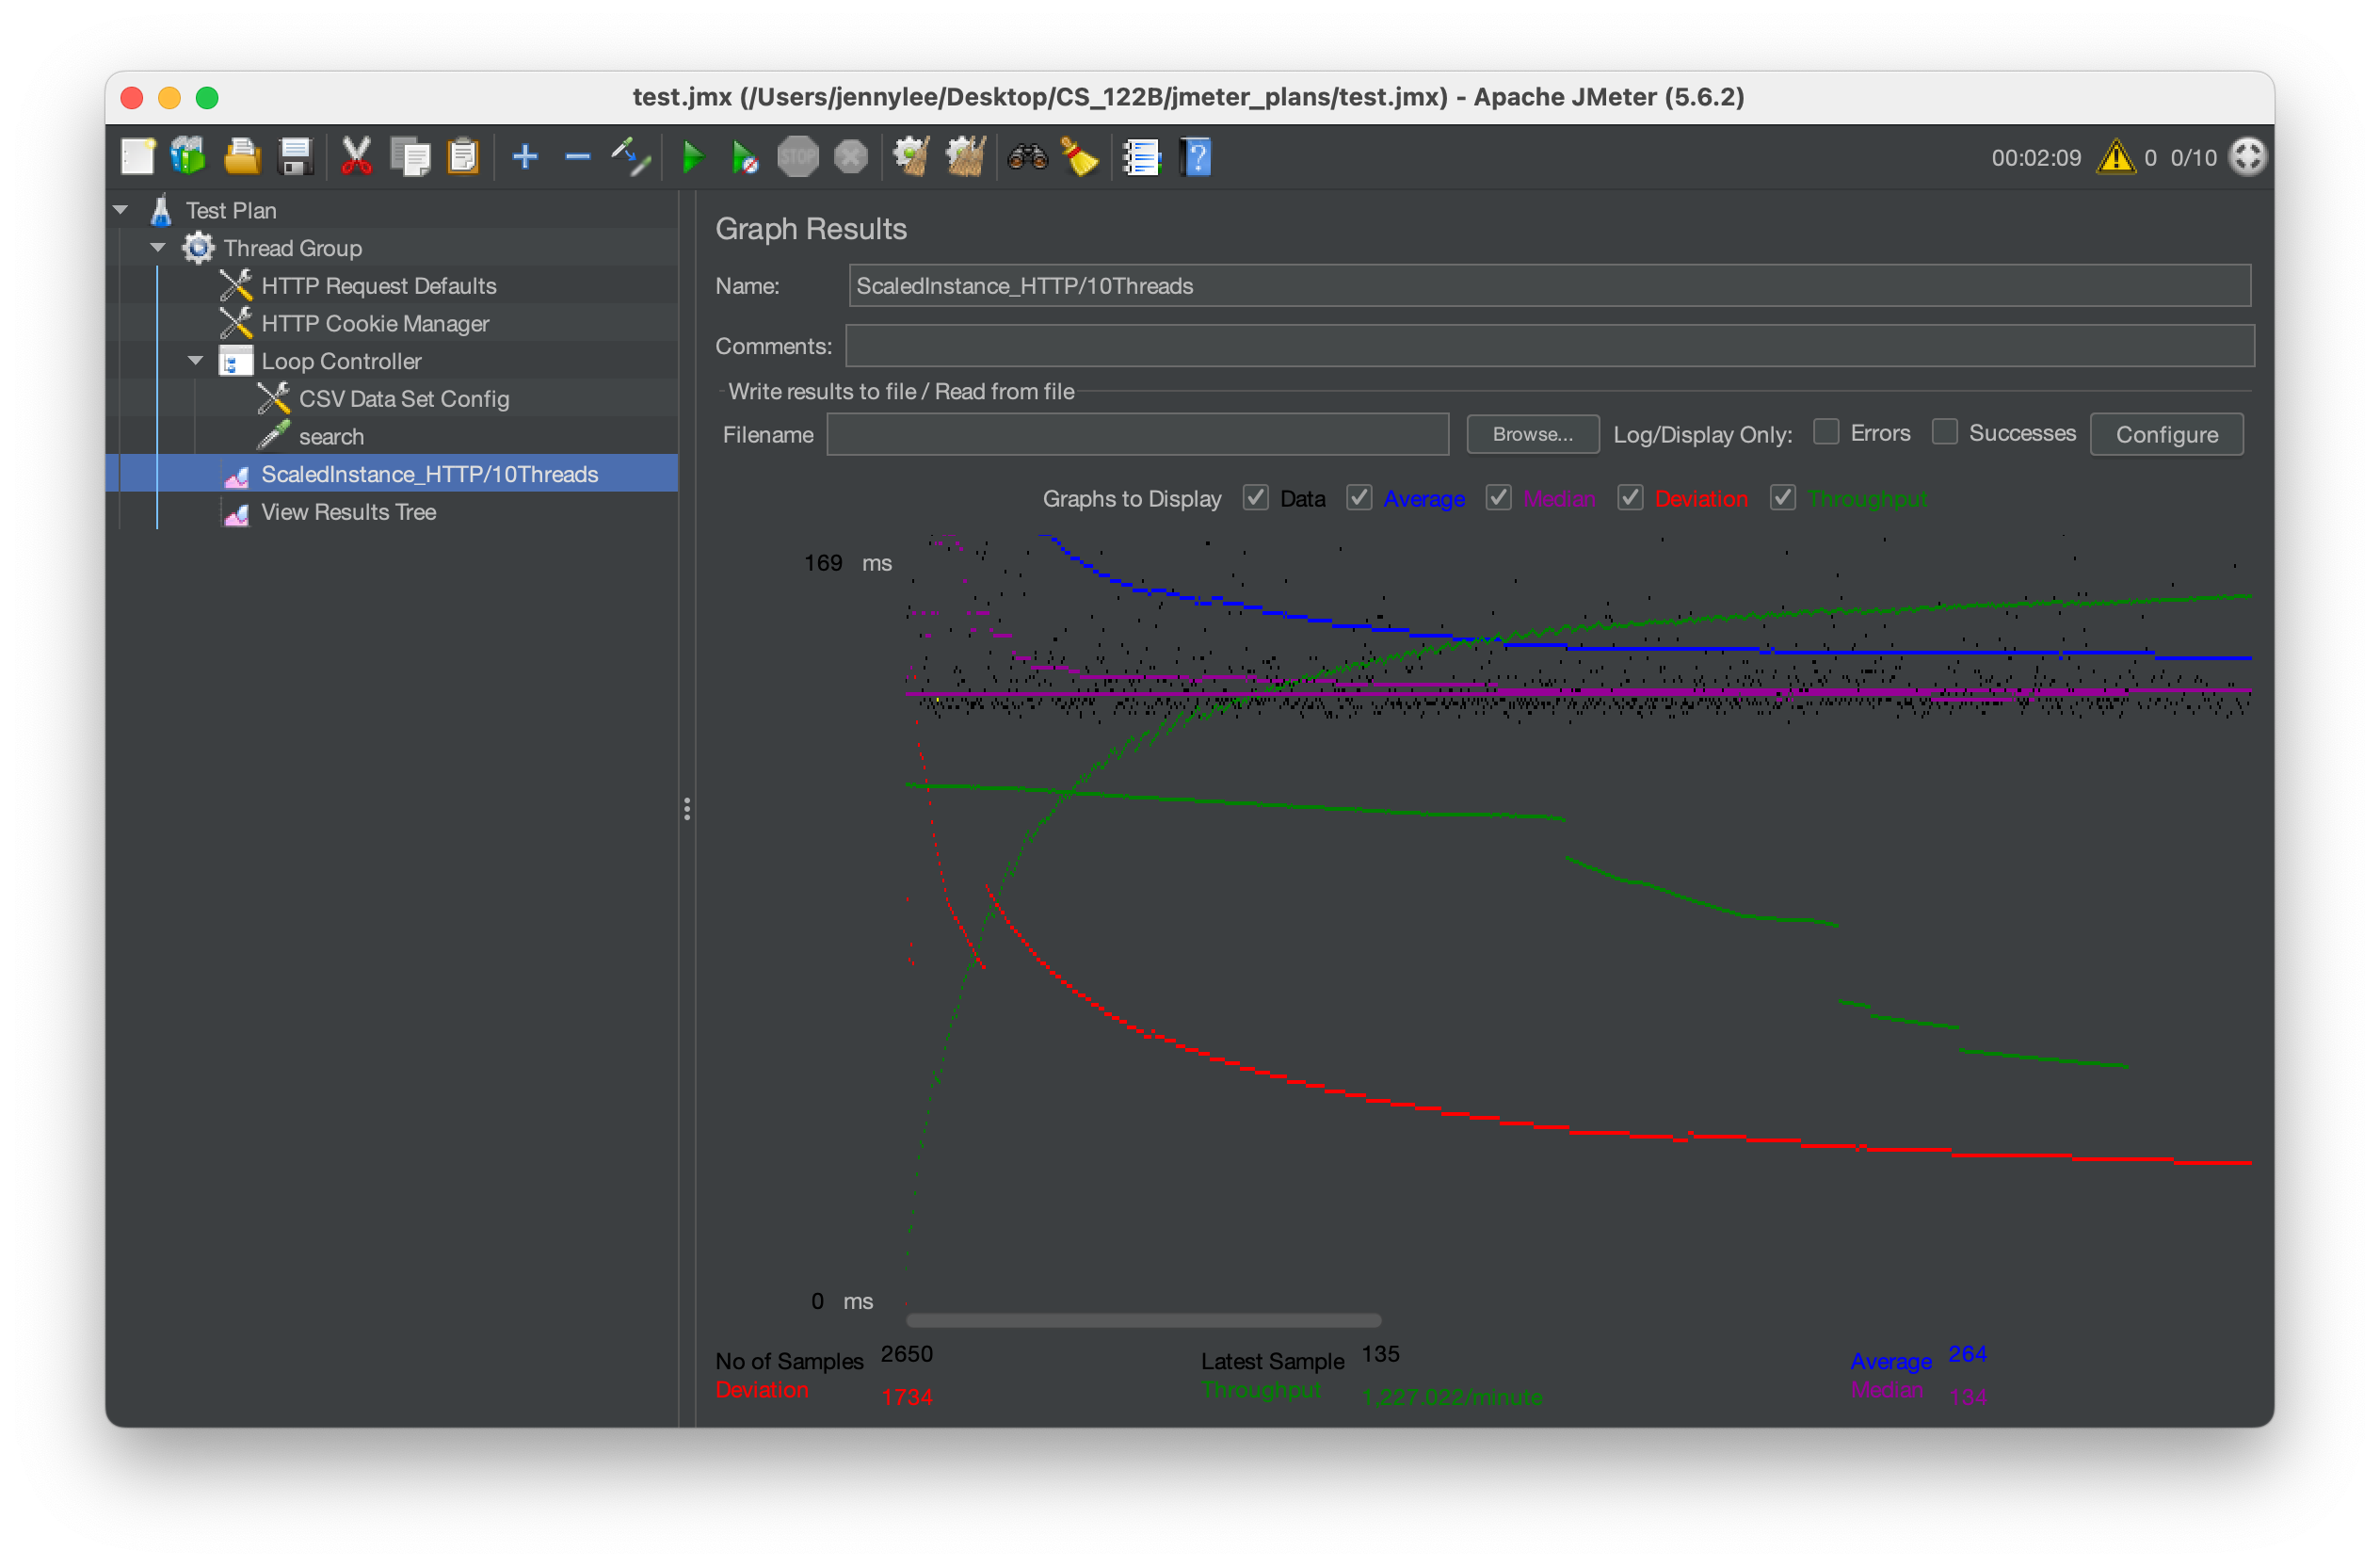 test.jmx (/Users/jennylee/Desktop/CS_122B/jmeter_plans/test.jmx) - Apache JMeter (5.6.2)
STOP
00:02:09 0 0/10
Test Plan
Thread Group
HTTP Request Defaults
HTTP Cookie Manager
Loop Controller
CSV Data Set Config
search
ScaledInstance_HTTP/10Threads
View Results Tree
Graph Results
Name: ScaledInstance_HTTP/10Threads
Comments:
Write results to file / Read from file
Filename Browse... Log/Display Only: Errors Successes Configure
Graphs to Display Data Average Median Deviation Throughput
169 ms
0 ms
No of Samples 2650 Latest Sample 135 Average 264
Deviation 1734 Throughput 1,227.022/minute Median 134